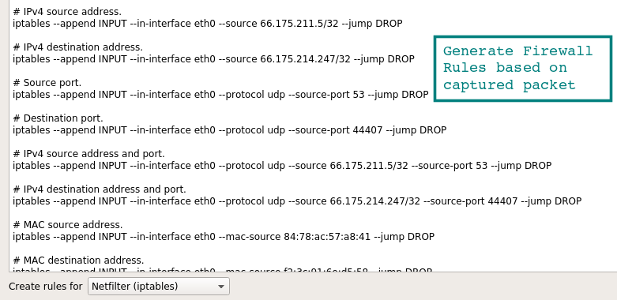 # IPv4 source address.
iptables --append INPUT --in-interface eth0 --source 66.175.211.5/32 --jump DROP
# IPv4 destination address.
iptables --append INPUT --in-interface eth0 --source 66.175.214.247/32 --jump DROP
Generate Firewall
Rules based on
captured packet
# Source port.
iptables --append INPUT --in-interface eth0 --protocol udp --source-port 53 --jump DROP
# Destination port.
iptables --append INPUT --in-interface eth0 --protocol udp --source-port 44407 --jump DROP
# IPv4 source address and port.
iptables --append INPUT --in-interface eth0 --protocol udp --source 66.175.211.5/32 --source-port 53 --jump DROP
# IPv4 destination address and port.
iptables --append INPUT --in-interface eth0 --protocol udp --source 66.175.214.247/32 --source-port 44407 --jump DROP
# MAC source address.
iptables --append INPUT --in-interface eth0 --mac-source 84:78:ac:57:a8:41 --jump DROP
# MAC destination address.
iptables --append INPUT --in-interface eth0 --mac-source f2:3c:91:6e:d5:58 --jump DROP
Create rules for Netfilter (iptables)